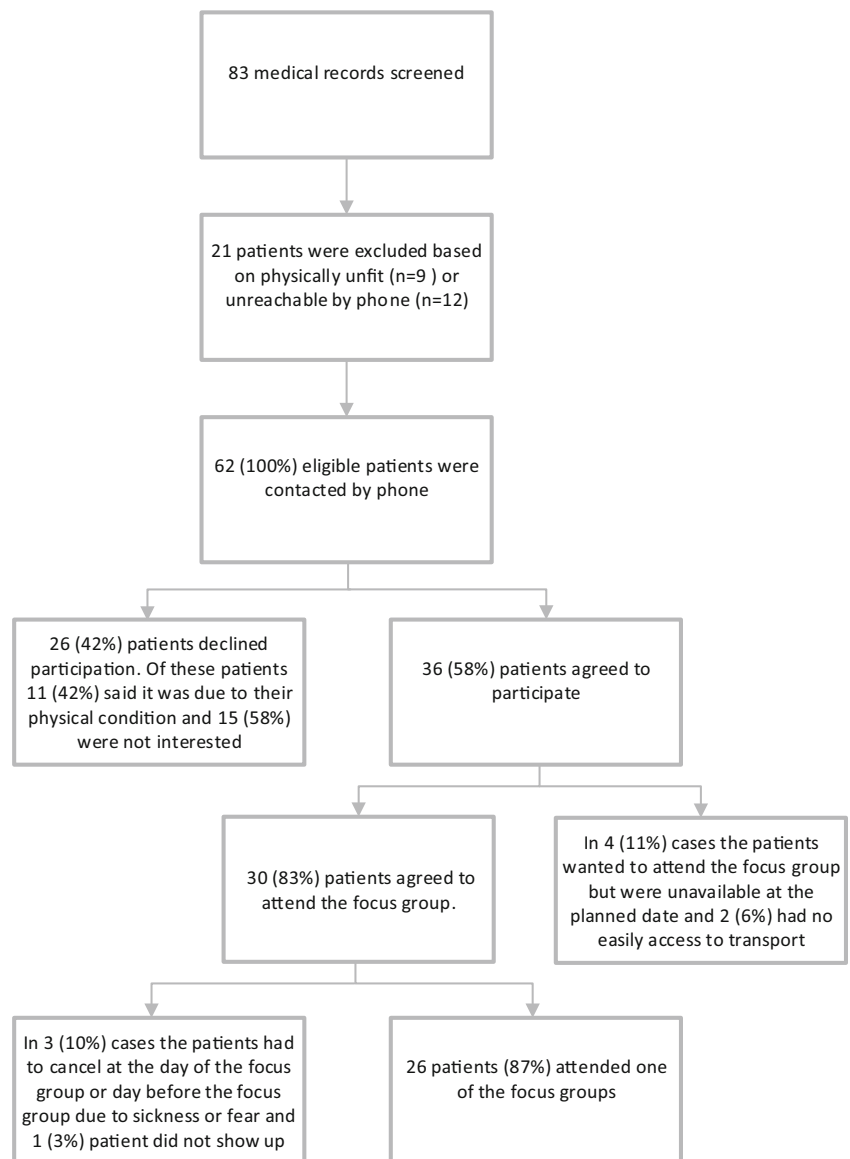 83 medical records screened
21 patients were excluded based
on physically unfit (n=9 ) or
unreachable by phone (n=12)
62 (100%) eligible patients were
contacted by phone
26 (42%) patients declined
participation. Of these patients
11 (42%) said it was due to their
physical condition and 15 (58%)
were not interested
36 (58%) patients agreed to
participate
30 (83%) patients agreed to
attend the focus group.
In 4 (11%) cases the patients
wanted to attend the focus group
but were unavailable at the
planned date and 2 (6%) had no
easily access to transport
In 3 (10%) cases the patients had
to cancel at the day of the focus
group or day before the focus
group due to sickness or fear and
1 (3%) patient did not show up
26 patients (87%) attended one
of the focus groups